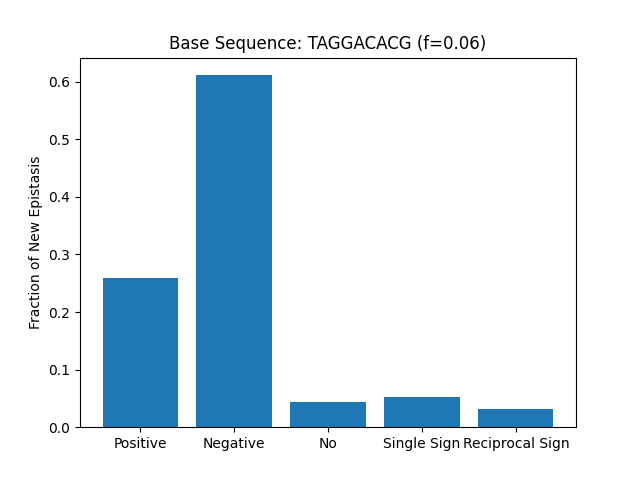 Base Sequence: TAGGACACG (f=0.06)
Fraction of New Epistasis
0.6
0.5
0.4
0.3
0.2
0.1
0.0
Positive Negative No Single Sign Reciprocal Sign